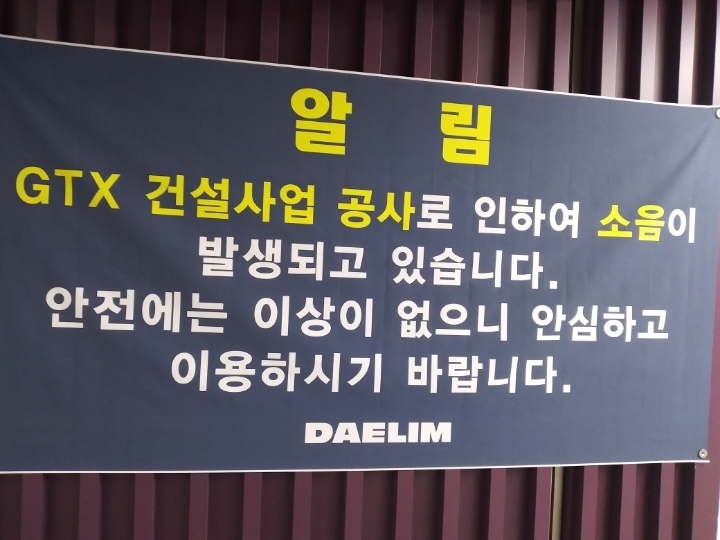 알 림
GTX 건설사업 공사로 인하여 소음이
발생되고 있습니다.
안전에는 이상이 없으니 안심하고
이용하시기 바랍니다.
DAELIM